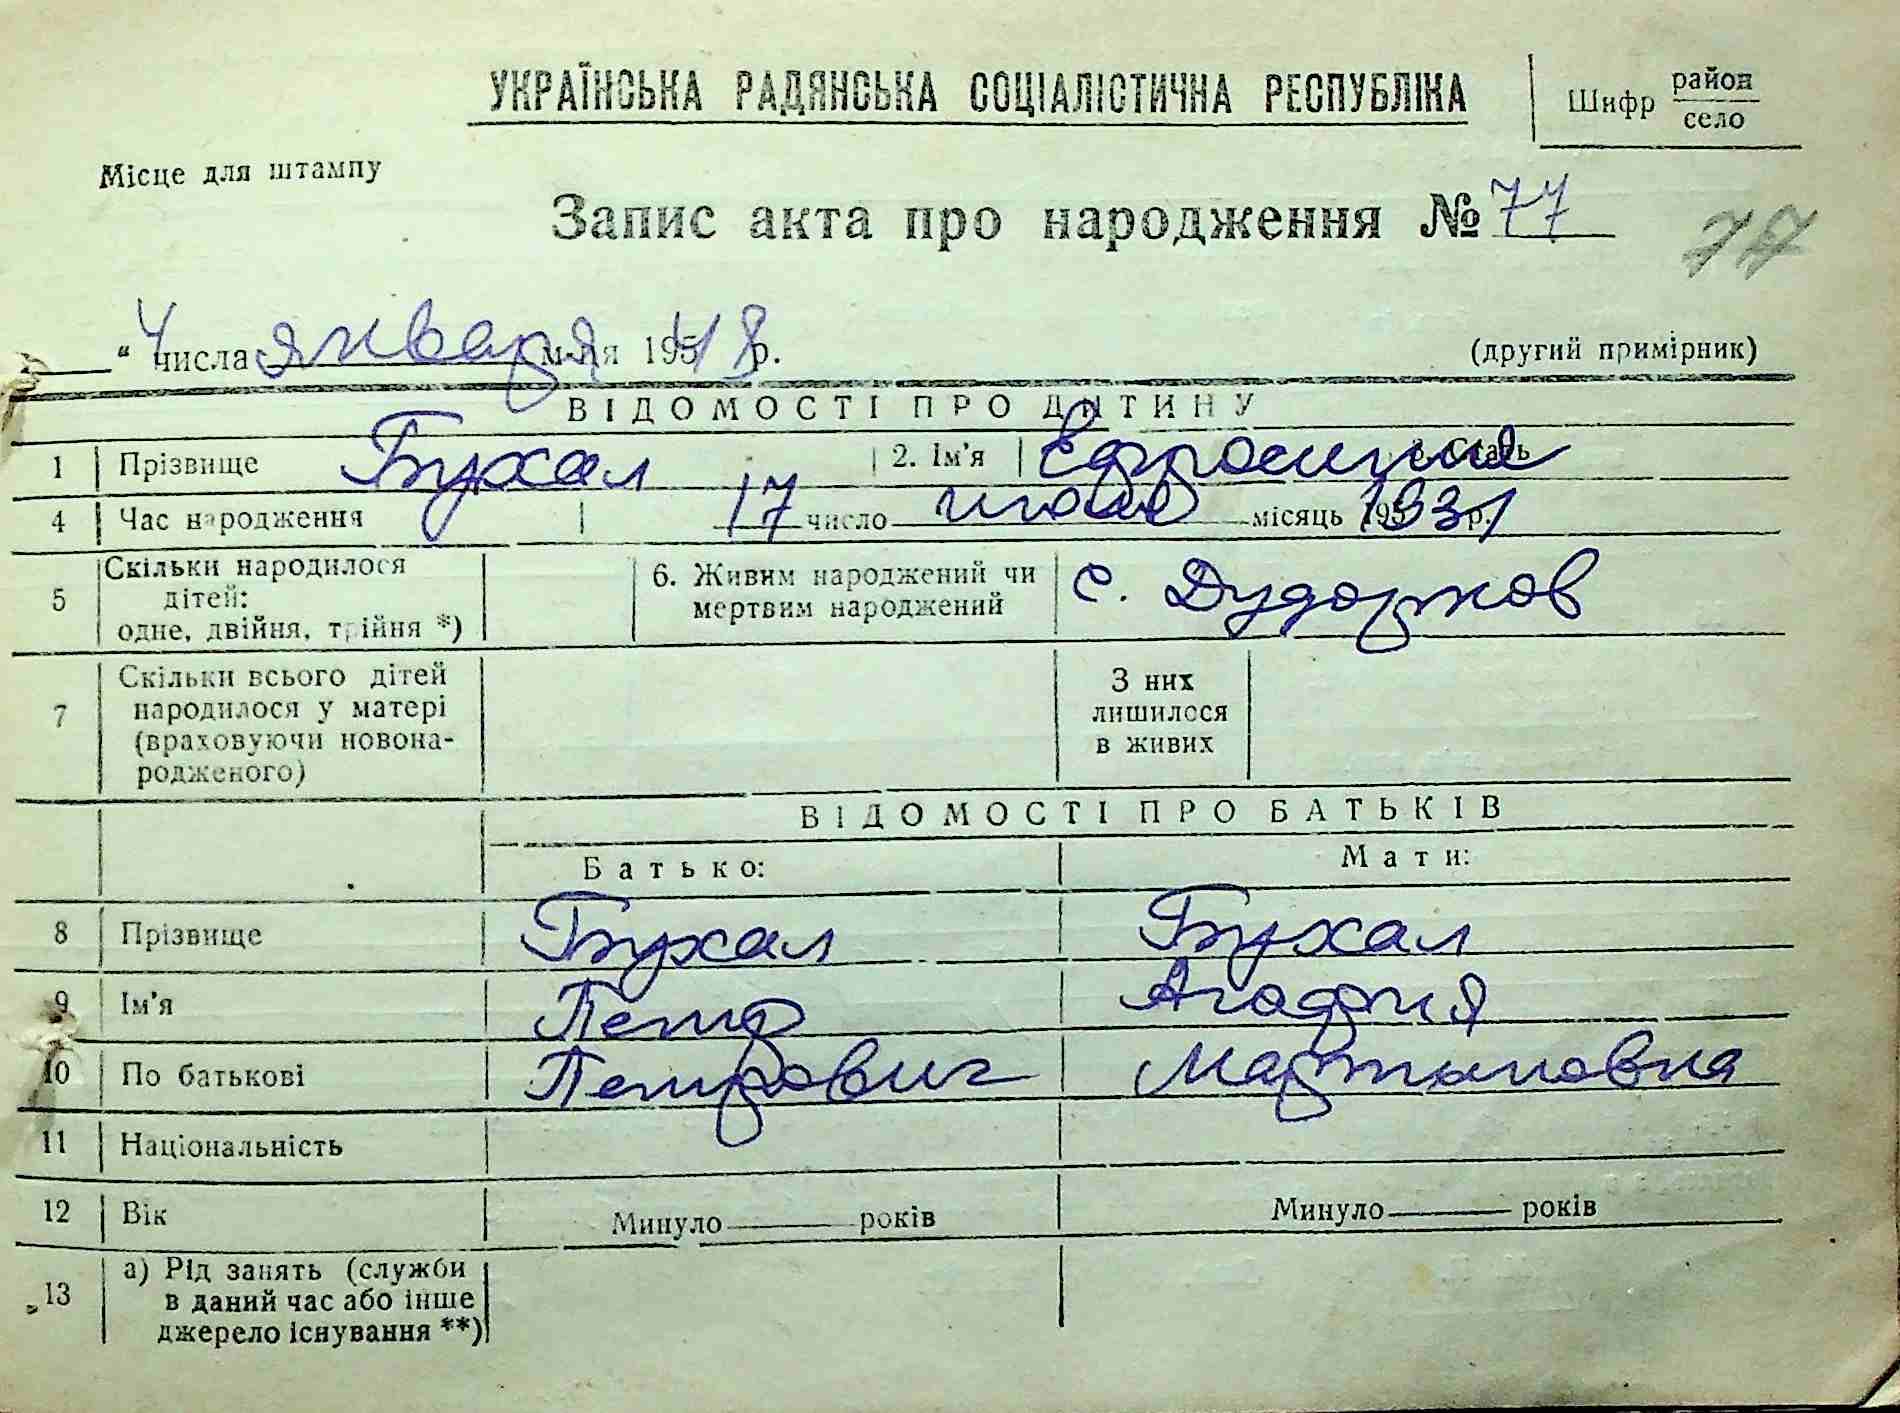 УКРАЇНСЬКА РАДЯНСЬКА СОЦІАЛІСТИЧНА РЕСПУБЛІКА
Шифр район село
Місце для штампу
Запис акта про народження № 77
77
" 4 числа января м-ця 1948 р.
(другий примірник)
ВІДОМОСТІ ПРО ДИТИНУ
1 Прізвище Бухал 2. Ім'я Ефросиния 3. Стать
4 Час народження 17 число июля місяць 1931 р.
5 Скільки народилося дітей: одне, двійня, трійня *)
6. Живим народжений чи мертвим народжений с. Дудоржов
7 Скільки всього дітей народилося у матері (враховуючи новонародженого)
З них лишилося в живих
ВІДОМОСТІ ПРО БАТЬКІВ
Батько: Мати:
8 Прізвище Бухал Бухал
9 Ім'я Петр Агафия
10 По батькові Петрович Мартыновна
11 Національність
12 Вік Минуло років Минуло років
13 а) Рід занять (служби в даний час або інше джерело існування **)